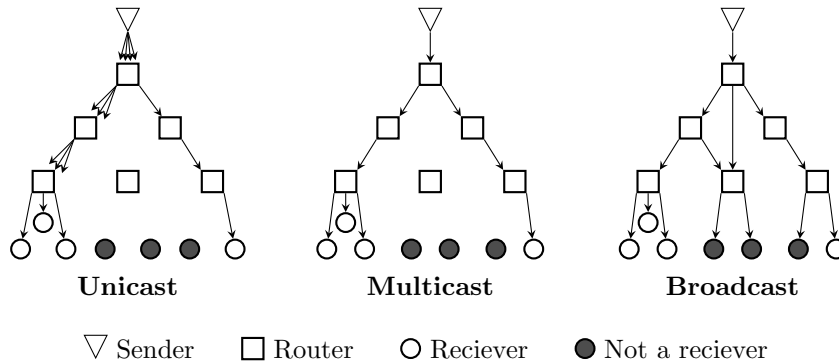 Unicast Multicast Broadcast
Sender Router Reciever Not a reciever